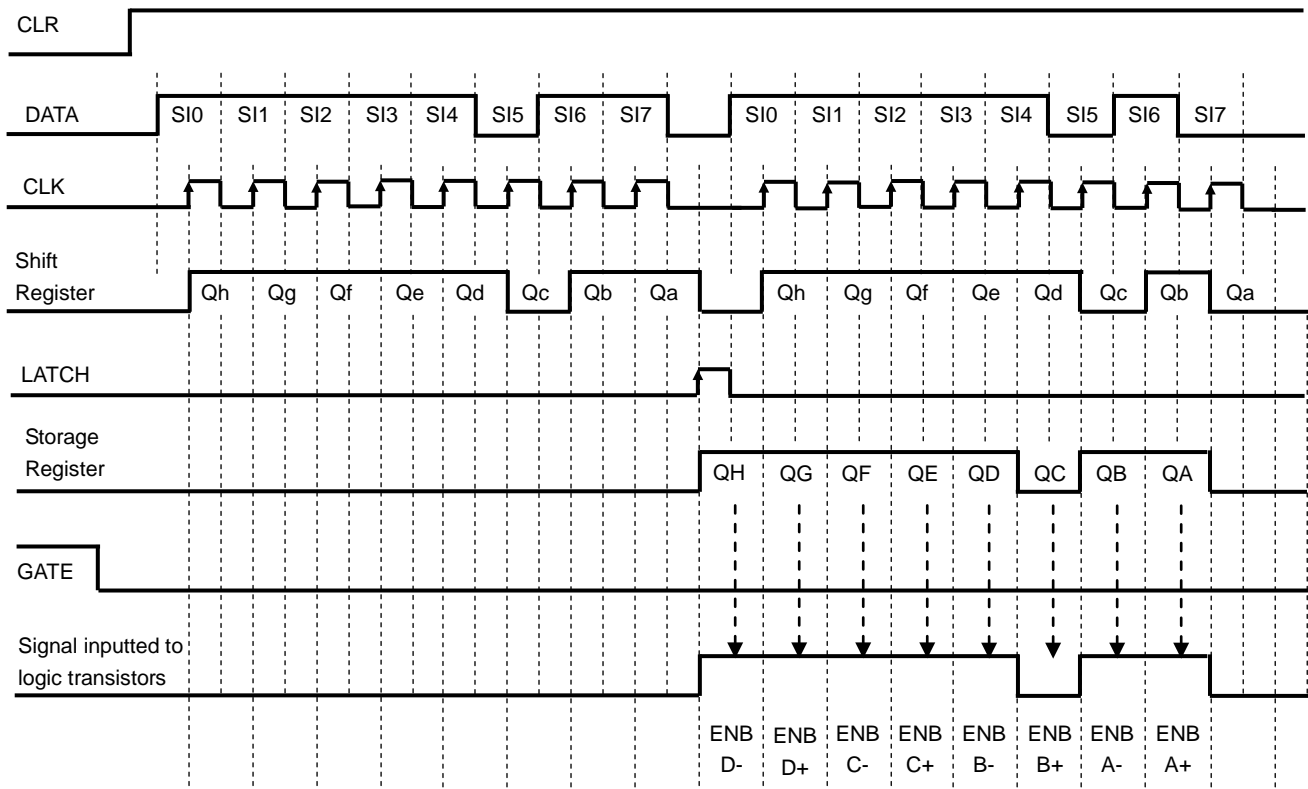 CLR
DATA
SI0 SI1 SI2 SI3 SI4 SI5 SI6 SI7 SI0 SI1 SI2 SI3 SI4 SI5 SI6 SI7
CLK
Shift
Register
Qh Qg Qf Qe Qd Qc Qb Qa Qh Qg Qf Qe Qd Qc Qb Qa
LATCH
Storage
Register
QH QG QF QE QD QC QB QA
GATE
Signal inputted to
logic transistors
ENB ENB ENB ENB ENB ENB ENB ENB
D- D+ C- C+ B- B+ A- A+